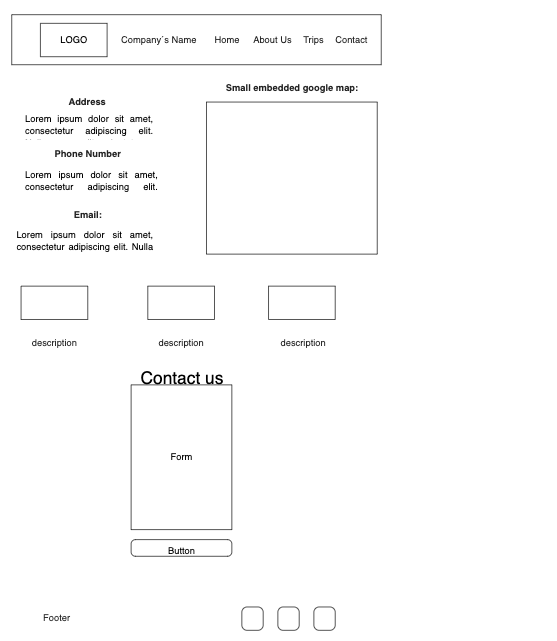 LOGO Company´s Name Home About Us Trips Contact
Small embedded google map:
Address
Lorem ipsum dolor sit amet,
consectetur adipiscing elit.
Phone Number
Lorem ipsum dolor sit amet,
consectetur adipiscing elit.
Email:
Lorem ipsum dolor sit amet,
consectetur adipiscing elit. Nulla
description description description
Contact us
Form
Button
Footer